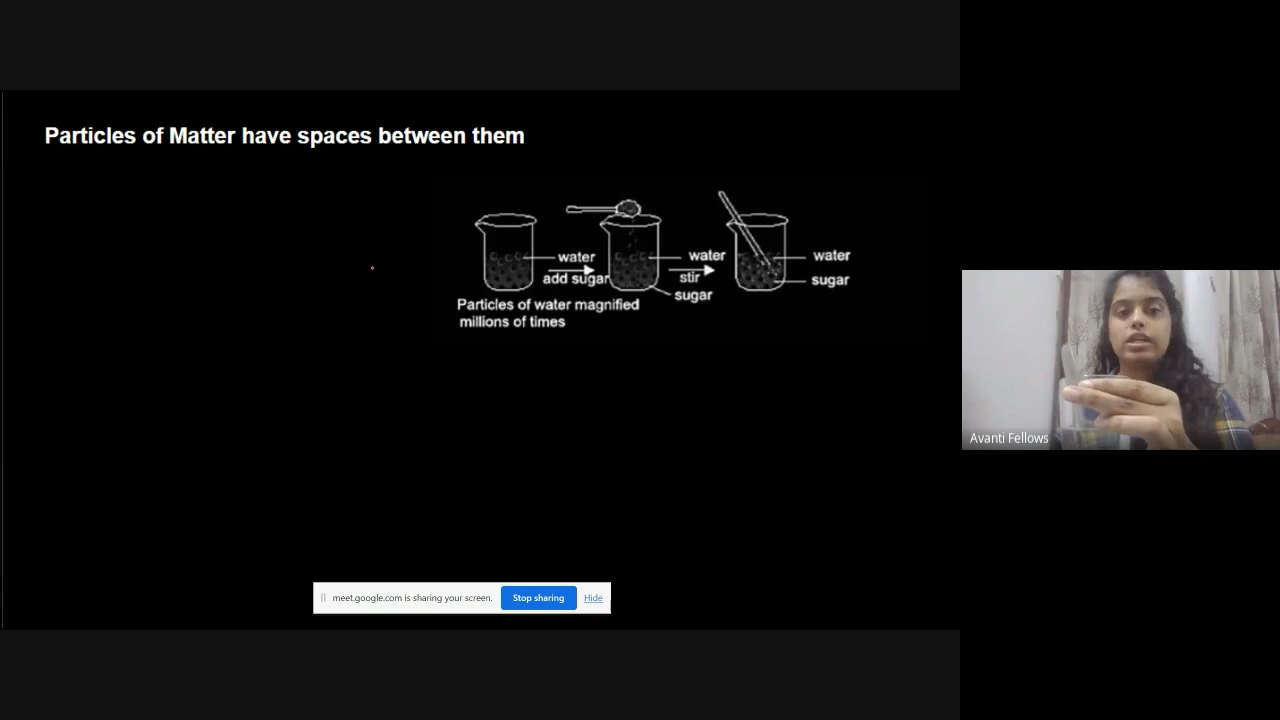 Particles of Matter have spaces between them
water
water
water
add sugar
stir
sugar
sugar
Particles of water magnified
millions of times
Avanti Fellows
meet.google.com is sharing your screen.
Stop sharing
Hide